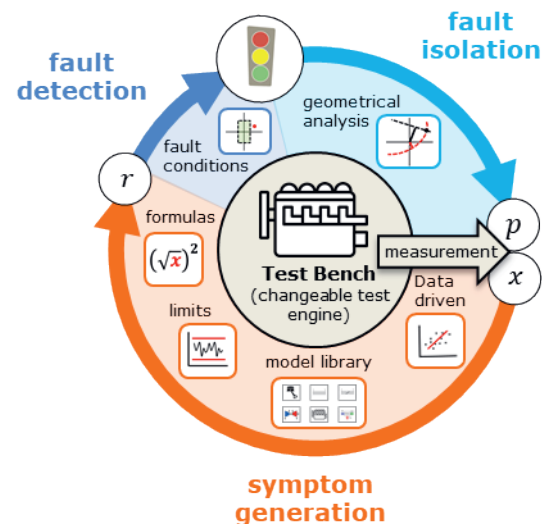 fault
isolation
fault
detection
geometrical
analysis
fault
conditions
r
p
x
formulas
(√x)²
measurement
Test Bench
(changeable test
engine)
Data
driven
limits
model library
symptom
generation